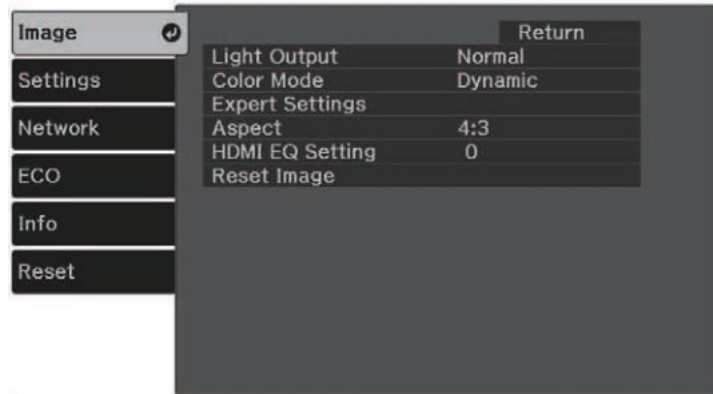 Image
Settings
Network
ECO
Info
Reset
Return
Light Output Normal
Color Mode Dynamic
Expert Settings
Aspect 4:3
HDMI EQ Setting 0
Reset Image